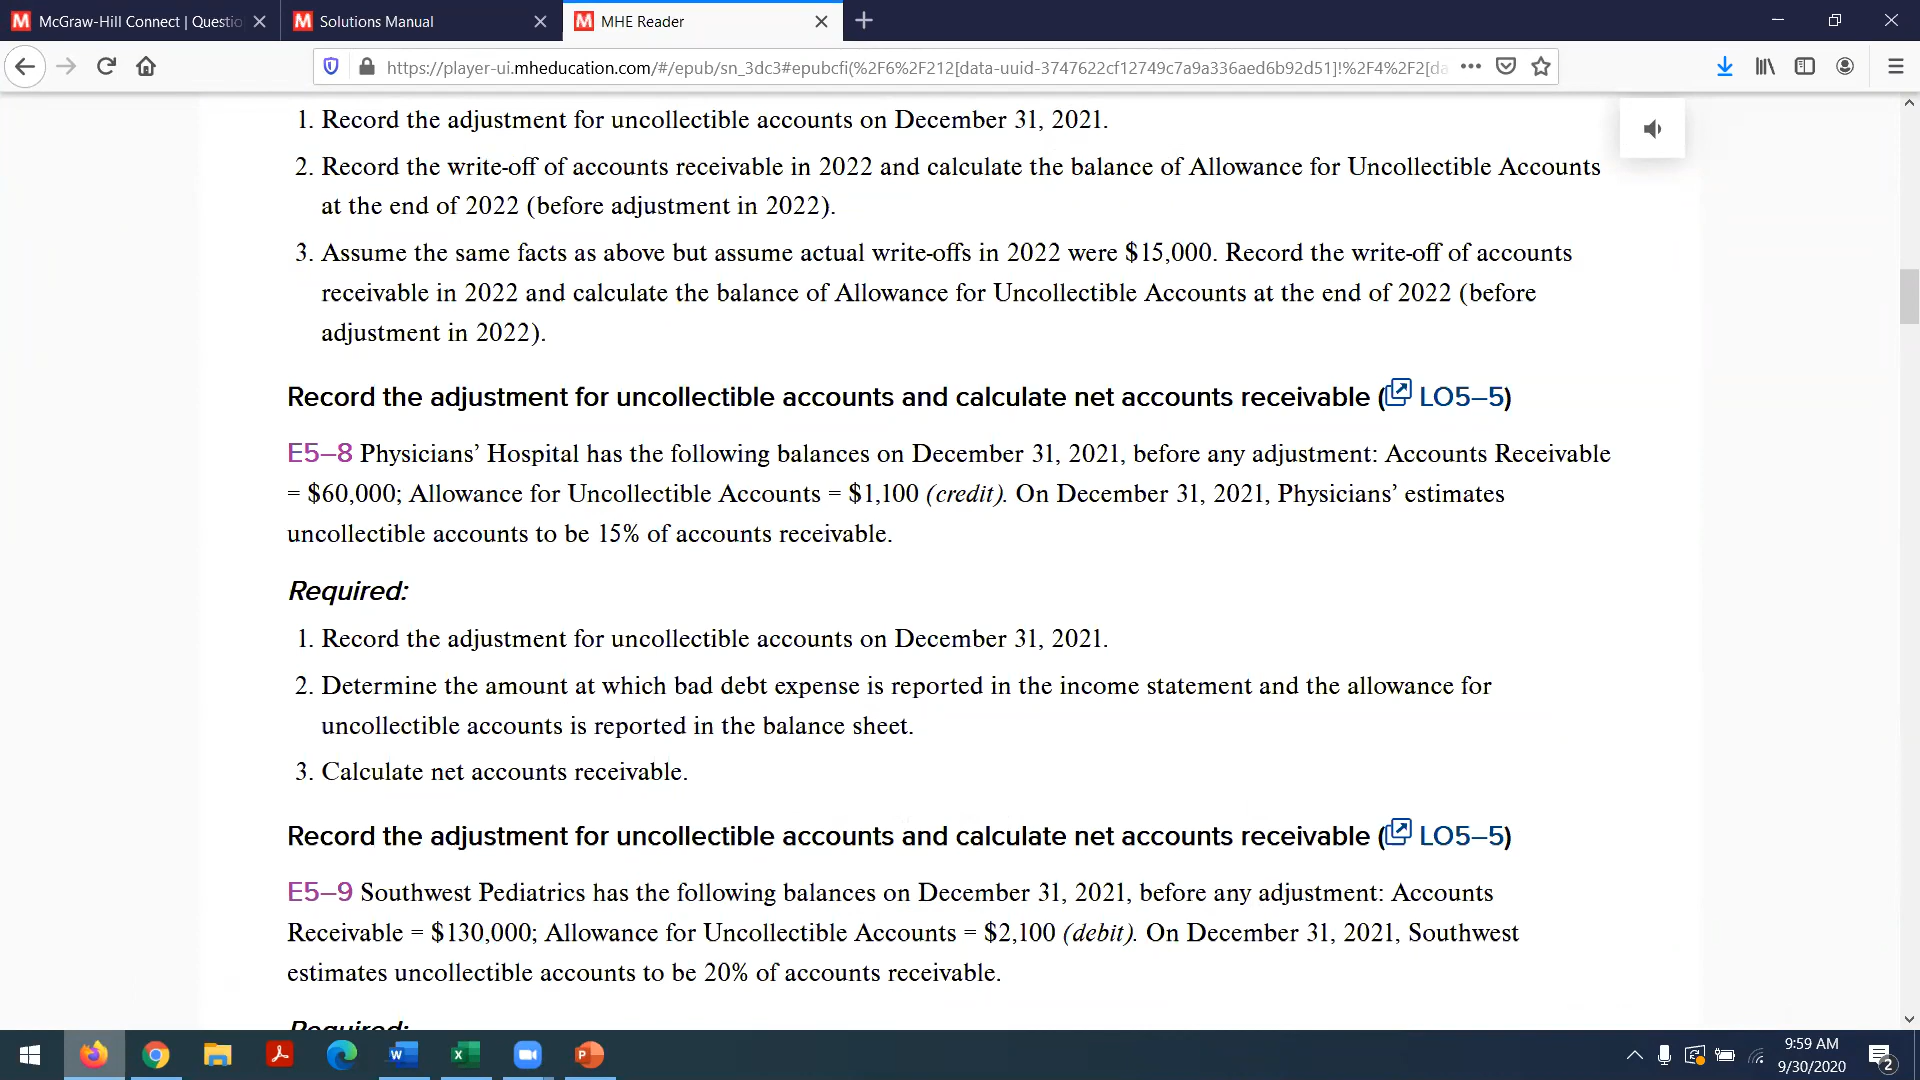 McGraw-Hill Connect | Questio
Solutions Manual
MHE Reader
https://player-ui.mheducation.com/#/epub/sn_3dc3#epubcfi(%2F6%2F212[data-uuid-3747622cf12749c7a9a336aed6b92d51]!%2F4%2F2[da
1. Record the adjustment for uncollectible accounts on December 31, 2021.
2. Record the write-off of accounts receivable in 2022 and calculate the balance of Allowance for Uncollectible Accounts
at the end of 2022 (before adjustment in 2022).
3. Assume the same facts as above but assume actual write-offs in 2022 were $15,000. Record the write-off of accounts
receivable in 2022 and calculate the balance of Allowance for Uncollectible Accounts at the end of 2022 (before
adjustment in 2022).
Record the adjustment for uncollectible accounts and calculate net accounts receivable (LO5–5)
E5–8 Physicians’ Hospital has the following balances on December 31, 2021, before any adjustment: Accounts Receivable
= $60,000; Allowance for Uncollectible Accounts = $1,100 (credit). On December 31, 2021, Physicians’ estimates
uncollectible accounts to be 15% of accounts receivable.
Required:
1. Record the adjustment for uncollectible accounts on December 31, 2021.
2. Determine the amount at which bad debt expense is reported in the income statement and the allowance for
uncollectible accounts is reported in the balance sheet.
3. Calculate net accounts receivable.
Record the adjustment for uncollectible accounts and calculate net accounts receivable (LO5–5)
E5–9 Southwest Pediatrics has the following balances on December 31, 2021, before any adjustment: Accounts
Receivable = $130,000; Allowance for Uncollectible Accounts = $2,100 (debit). On December 31, 2021, Southwest
estimates uncollectible accounts to be 20% of accounts receivable.
Required:
9:59 AM
9/30/2020
2